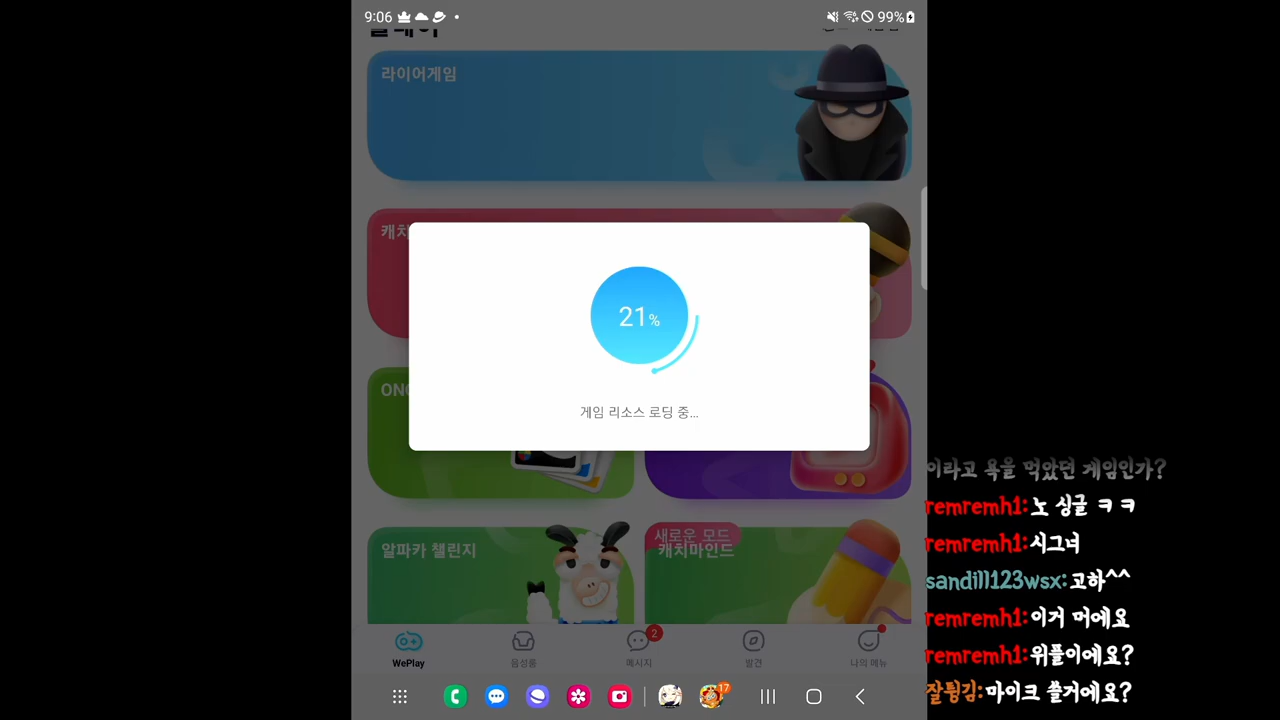 9:06
99%
라이어게임
캐치
21%
게임 리소스 로딩 중...
알파카 챌린지
새로운 모드
캐치마인드
2
WePlay
음성룸
메시지
발견
나의 메뉴
17
이라고 욕을 먹었던 게임인가?
remremh1:노 싱글 ㅋㅋ
remremh1:시그너
sandill123wsx:고하^^
remremh1:이거 머에요
remremh1:위플이에요?
잘튕김:마이크 쓸거에요?